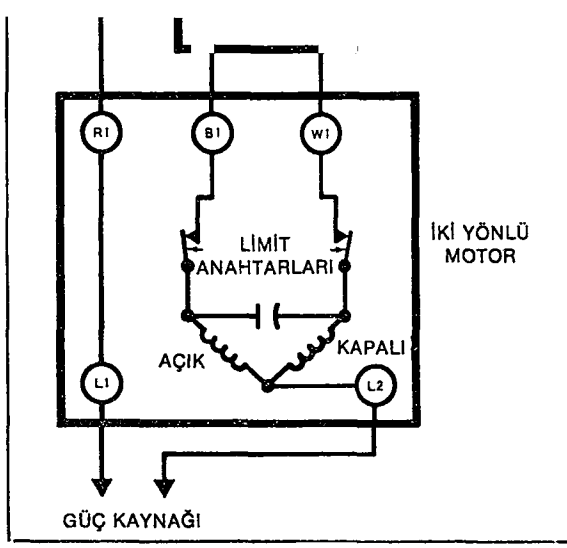 R1
B1
W1
LİMİT
ANAHTARLARI
İKİ YÖNLÜ
MOTOR
AÇIK
KAPALI
L1
L2
GÜÇ KAYNAĞI